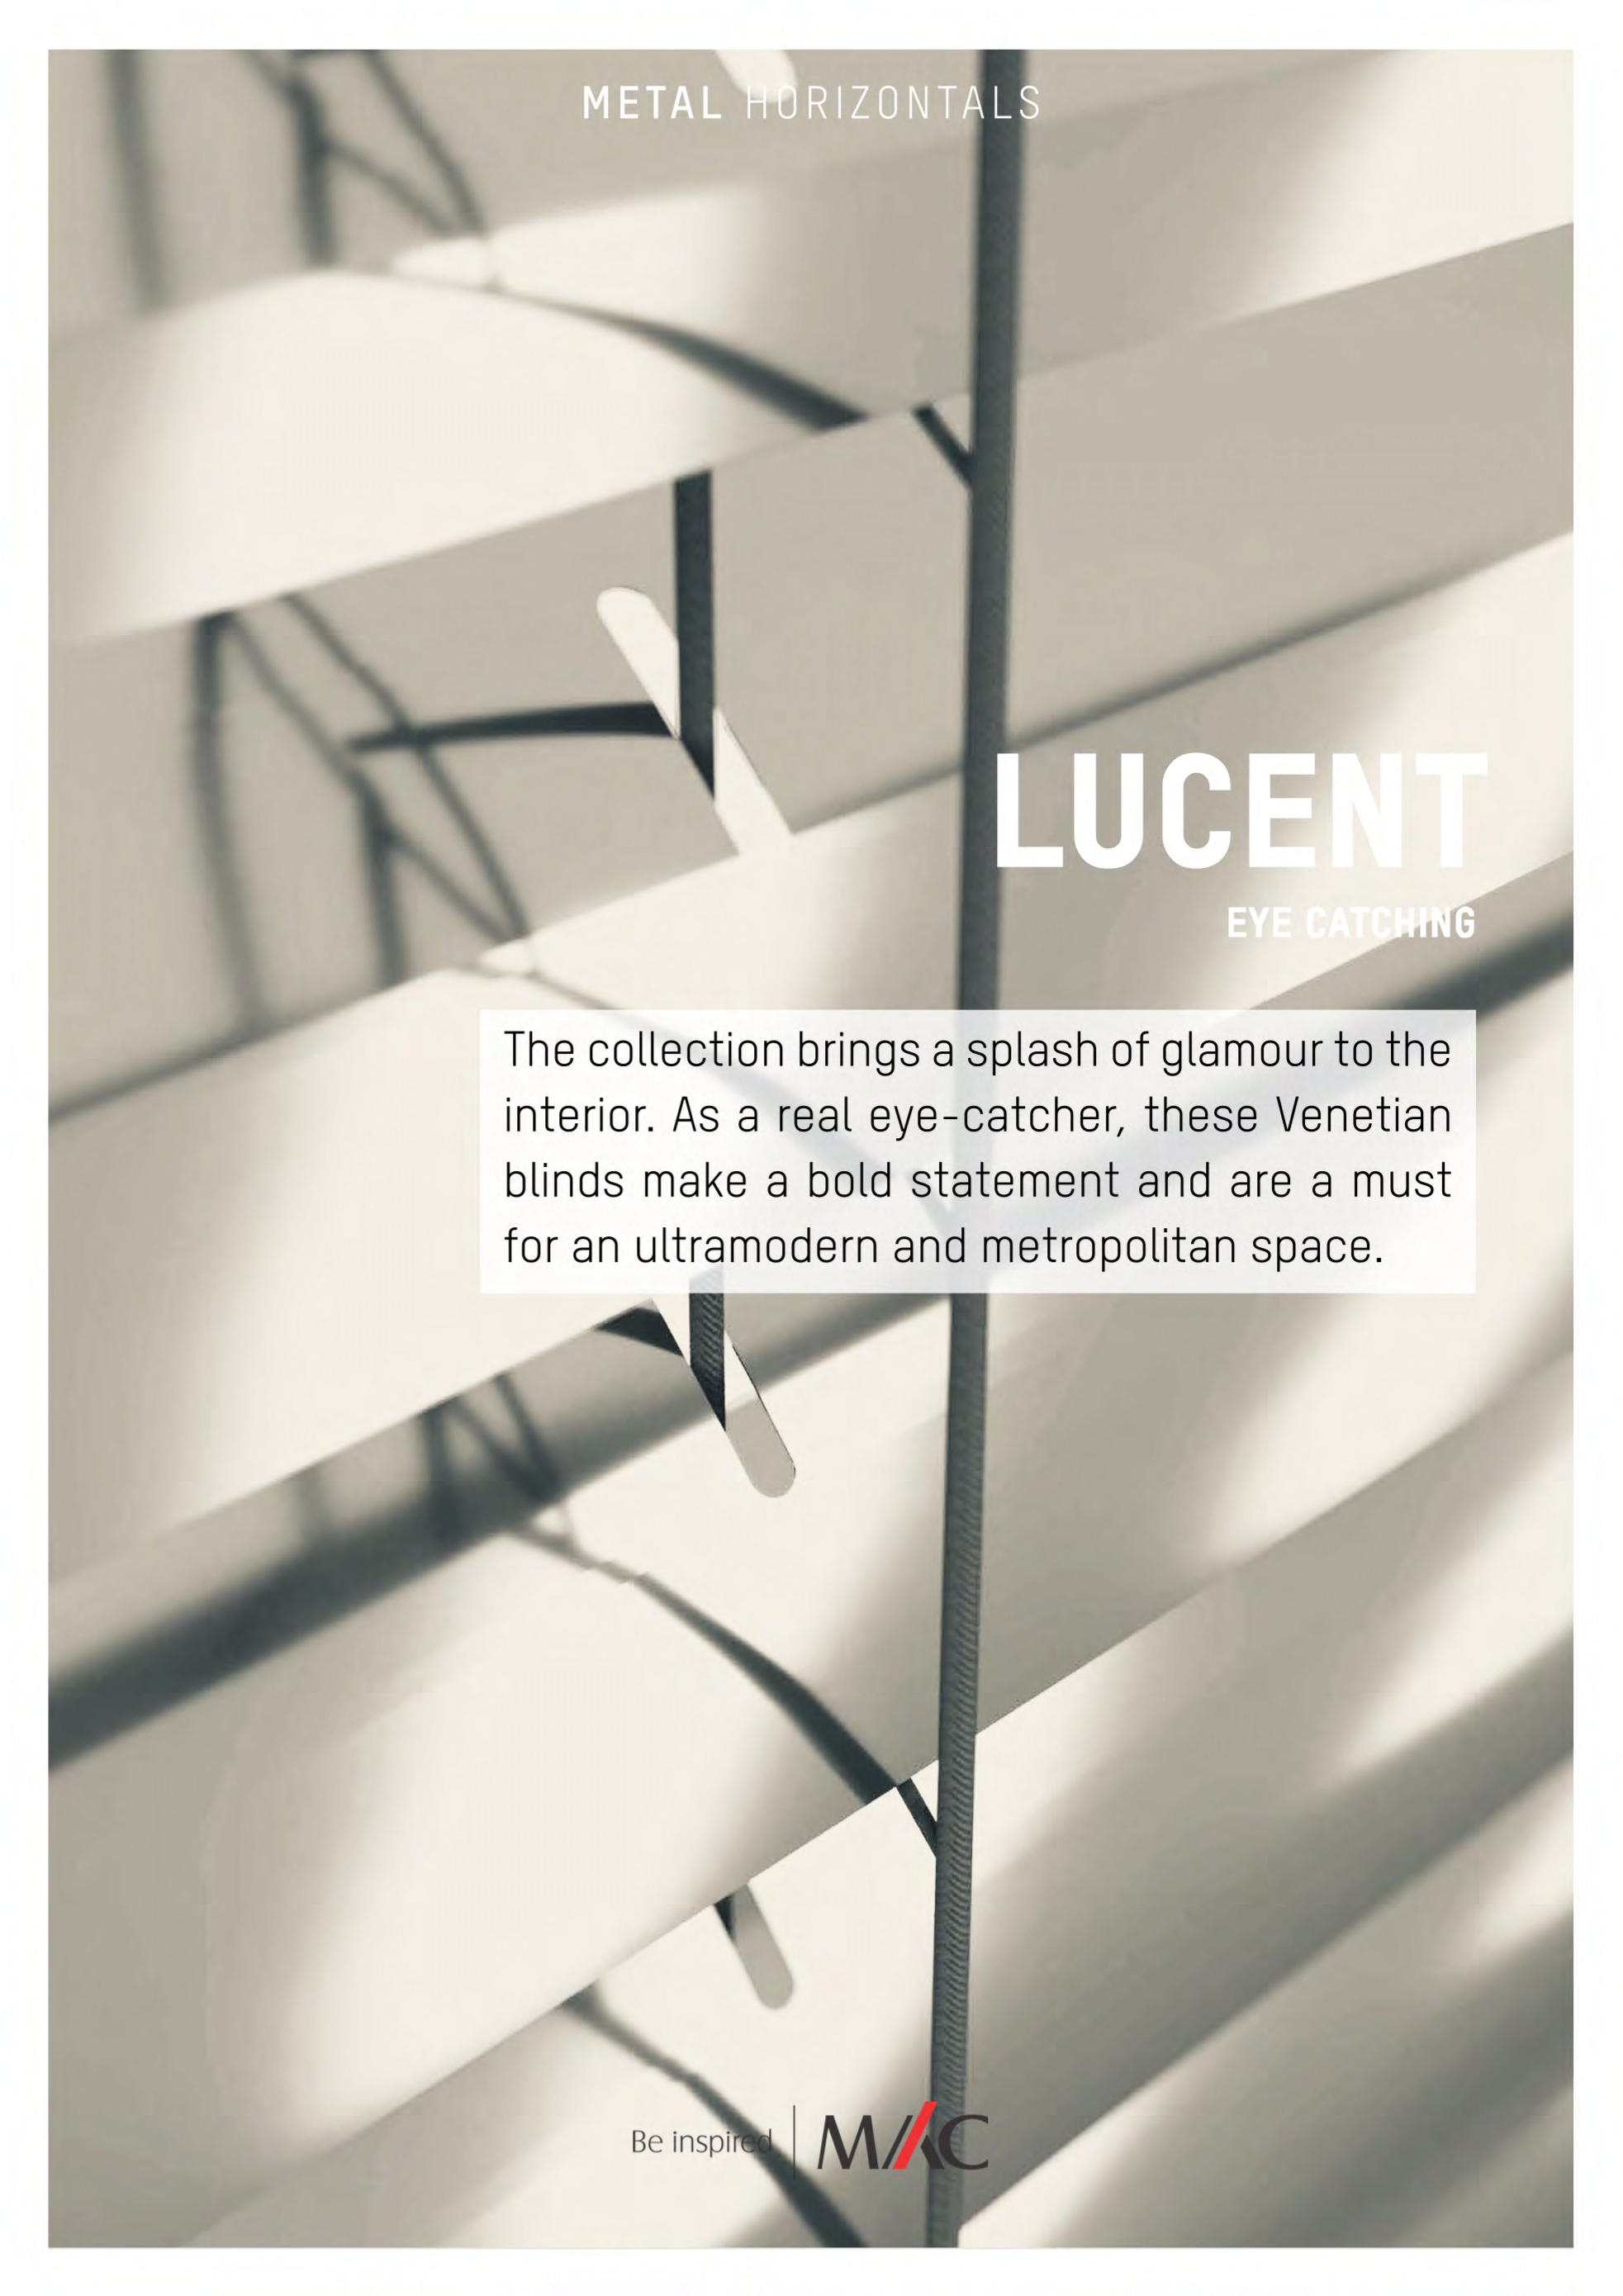 METAL HORIZONTALS
LUCENT
EYE CATCHING
The collection brings a splash of glamour to the
interior. As a real eye-catcher, these Venetian
blinds make a bold statement and are a must
for an ultramodern and metropolitan space.
Be inspired MAC